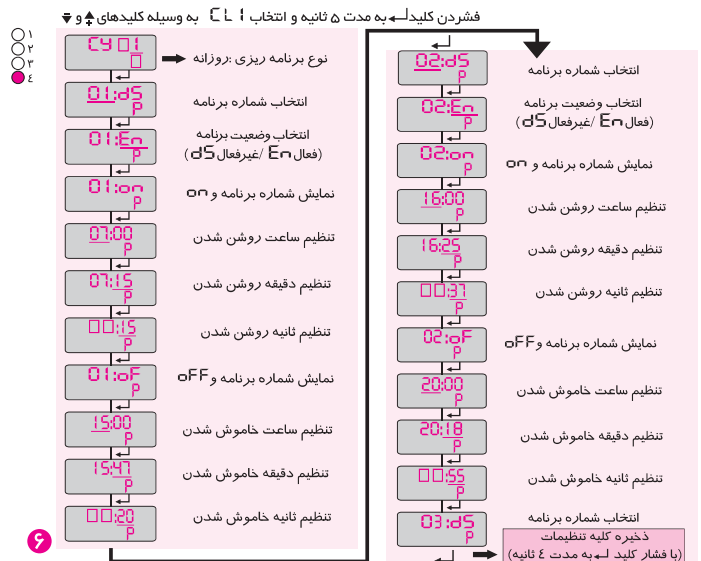 فشردن کلید ↵ به مدت ۵ ثانیه و انتخاب CL1 به وسیله کلیدهای ▲ و ▼
۱
۲
۳
٤
CY 01
0
نوع برنامه ریزی :روزانه
01:dS
P
انتخاب شماره برنامه
01:En
P
انتخاب وضعیت برنامه
(فعال En /غیرفعال dS)
01:on
P
نمایش شماره برنامه و on
07:00
P
تنظیم ساعت روشن شدن
07:15
P
تنظیم دقیقه روشن شدن
00:15
P
تنظیم ثانیه روشن شدن
01:oF
P
نمایش شماره برنامه و oFF
15:00
P
تنظیم ساعت خاموش شدن
15:47
P
تنظیم دقیقه خاموش شدن
00:20
P
تنظیم ثانیه خاموش شدن
۶
02:dS
P
انتخاب شماره برنامه
02:En
P
انتخاب وضعیت برنامه
(فعال En /غیرفعال dS)
02:on
P
نمایش شماره برنامه و on
16:00
P
تنظیم ساعت روشن شدن
16:25
P
تنظیم دقیقه روشن شدن
00:37
P
تنظیم ثانیه روشن شدن
02:oF
P
نمایش شماره برنامه و oFF
20:00
P
تنظیم ساعت خاموش شدن
20:18
P
تنظیم دقیقه خاموش شدن
00:55
P
تنظیم ثانیه خاموش شدن
03:dS
P
انتخاب شماره برنامه
ذخیره کلیه تنظیمات
(با فشار کلید ↵ به مدت ٤ ثانیه)